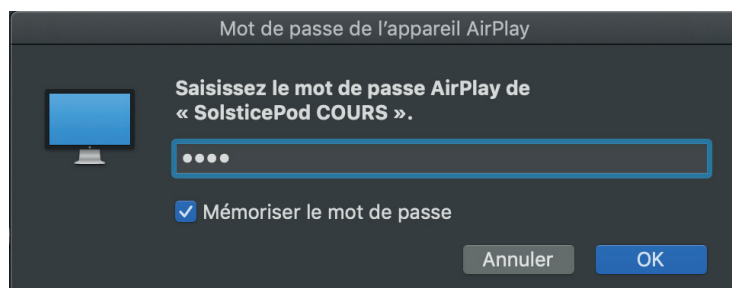 Mot de passe de l’appareil AirPlay
Saisissez le mot de passe AirPlay de
« SolsticePod COURS ».
••••
Mémoriser le mot de passe
Annuler
OK